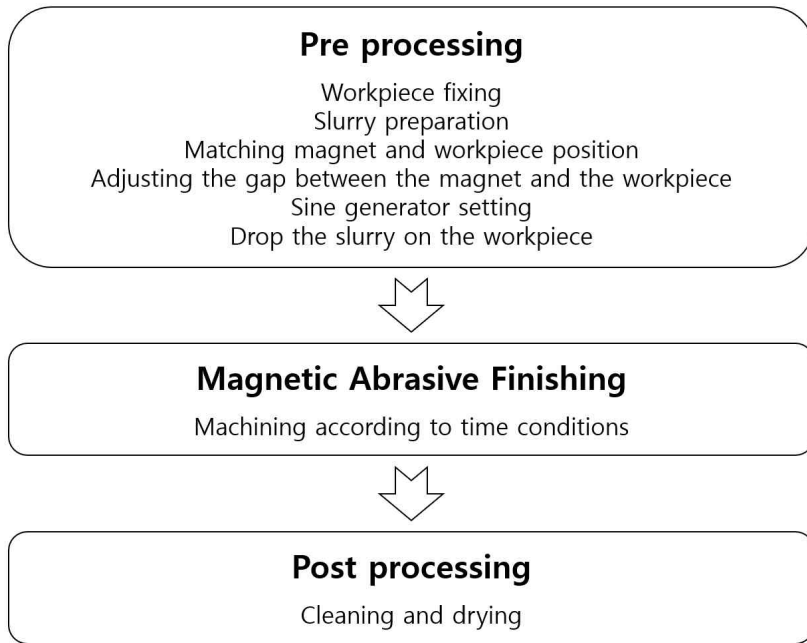 Pre processing
Workpiece fixing
Slurry preparation
Matching magnet and workpiece position
Adjusting the gap between the magnet and the workpiece
Sine generator setting
Drop the slurry on the workpiece
Magnetic Abrasive Finishing
Machining according to time conditions
Post processing
Cleaning and drying